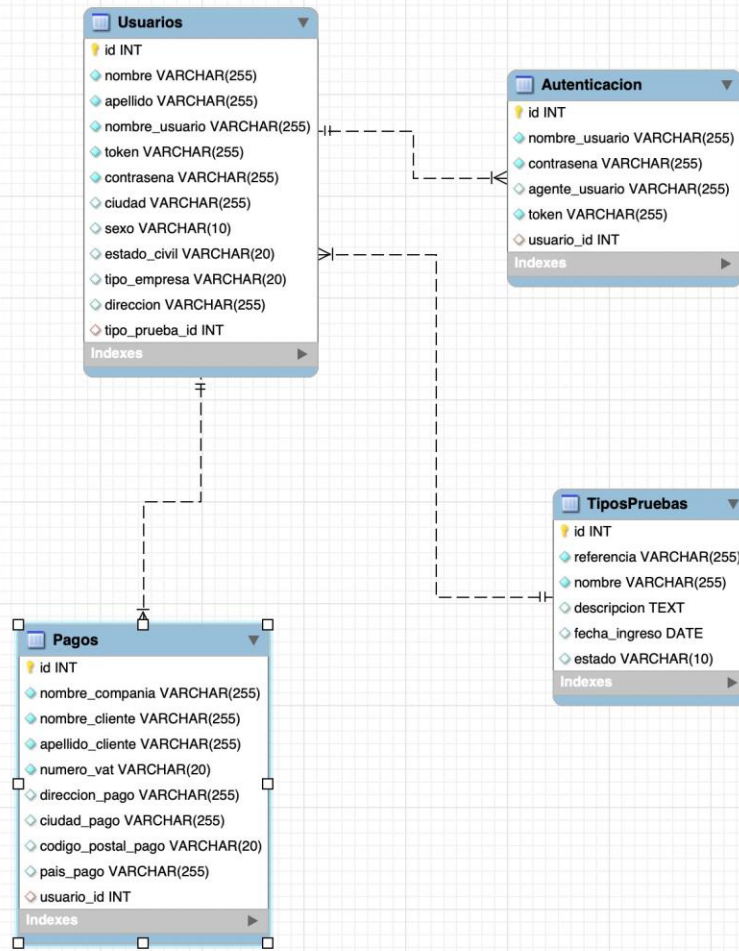 Usuarios
id INT
nombre VARCHAR(255)
apellido VARCHAR(255)
nombre_usuario VARCHAR(255)
token VARCHAR(255)
contrasena VARCHAR(255)
ciudad VARCHAR(255)
sexo VARCHAR(10)
estado_civil VARCHAR(20)
tipo_empresa VARCHAR(20)
direccion VARCHAR(255)
tipo_prueba_id INT
Indexes
Autenticacion
id INT
nombre_usuario VARCHAR(255)
contrasena VARCHAR(255)
agente_usuario VARCHAR(255)
token VARCHAR(255)
usuario_id INT
Indexes
TiposPruebas
id INT
referencia VARCHAR(255)
nombre VARCHAR(255)
descripcion TEXT
fecha_ingreso DATE
estado VARCHAR(10)
Indexes
Pagos
id INT
nombre_compania VARCHAR(255)
nombre_cliente VARCHAR(255)
apellido_cliente VARCHAR(255)
numero_vat VARCHAR(20)
direccion_pago VARCHAR(255)
ciudad_pago VARCHAR(255)
codigo_postal_pago VARCHAR(20)
pais_pago VARCHAR(255)
usuario_id INT
Indexes